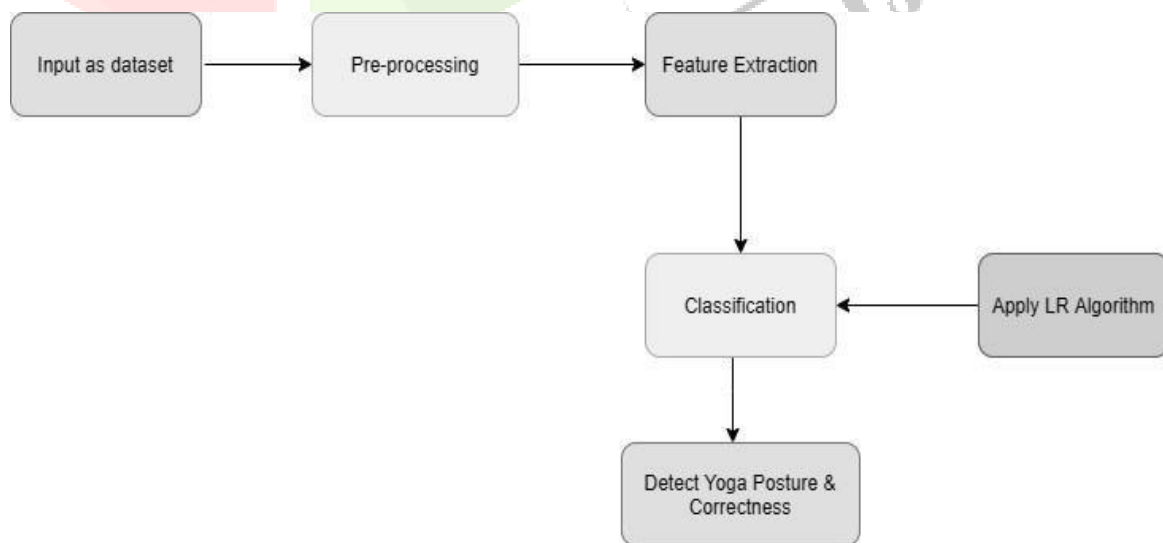 Input as dataset
Pre-processing
Feature Extraction
Classification
Apply LR Algorithm
Detect Yoga Posture &
Correctness